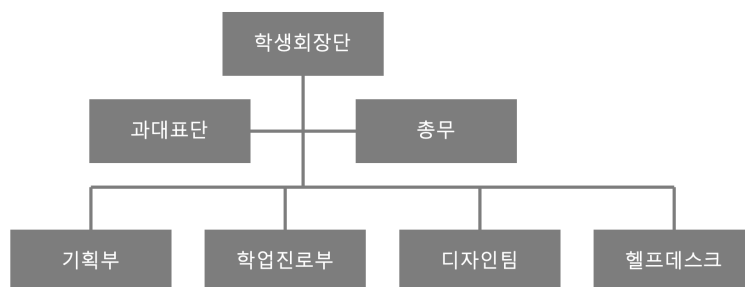 학생회장단
과대표단
총무
기획부
학업진로부
디자인팀
헬프데스크